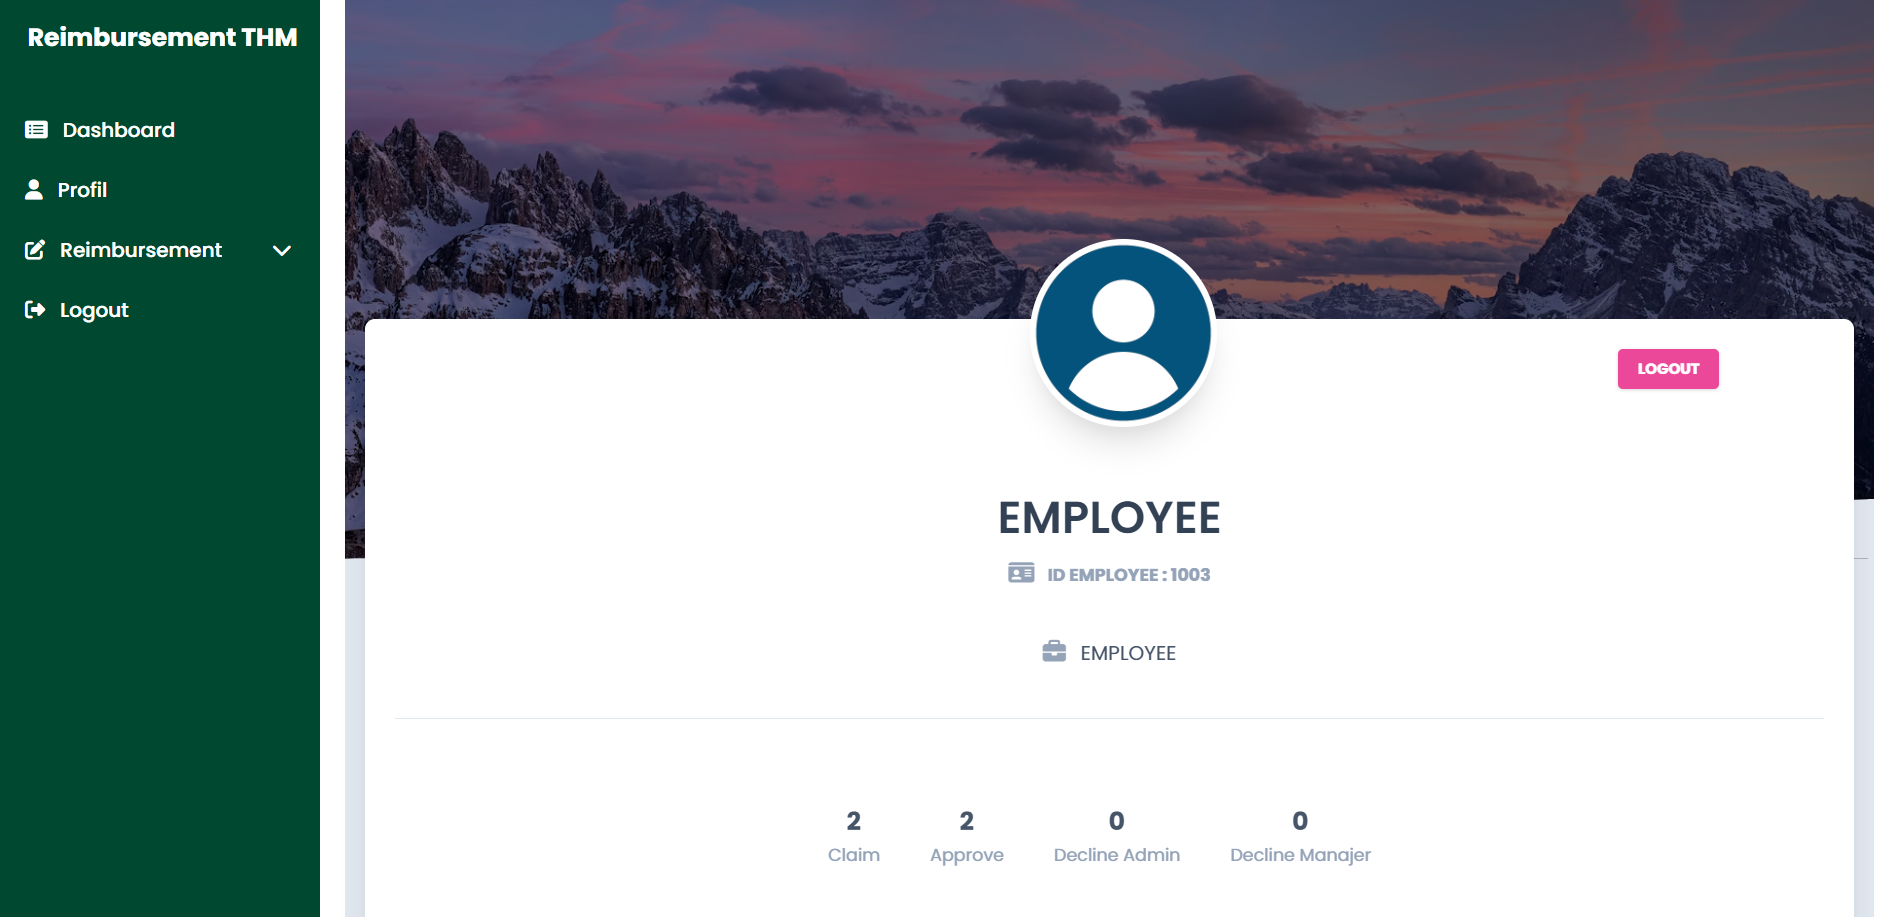 Reimbursement THM
Dashboard
Profil
Reimbursement
Logout
LOGOUT
EMPLOYEE
ID EMPLOYEE : 1003
EMPLOYEE
2 2 0 0
Claim Approve Decline Admin Decline Manajer